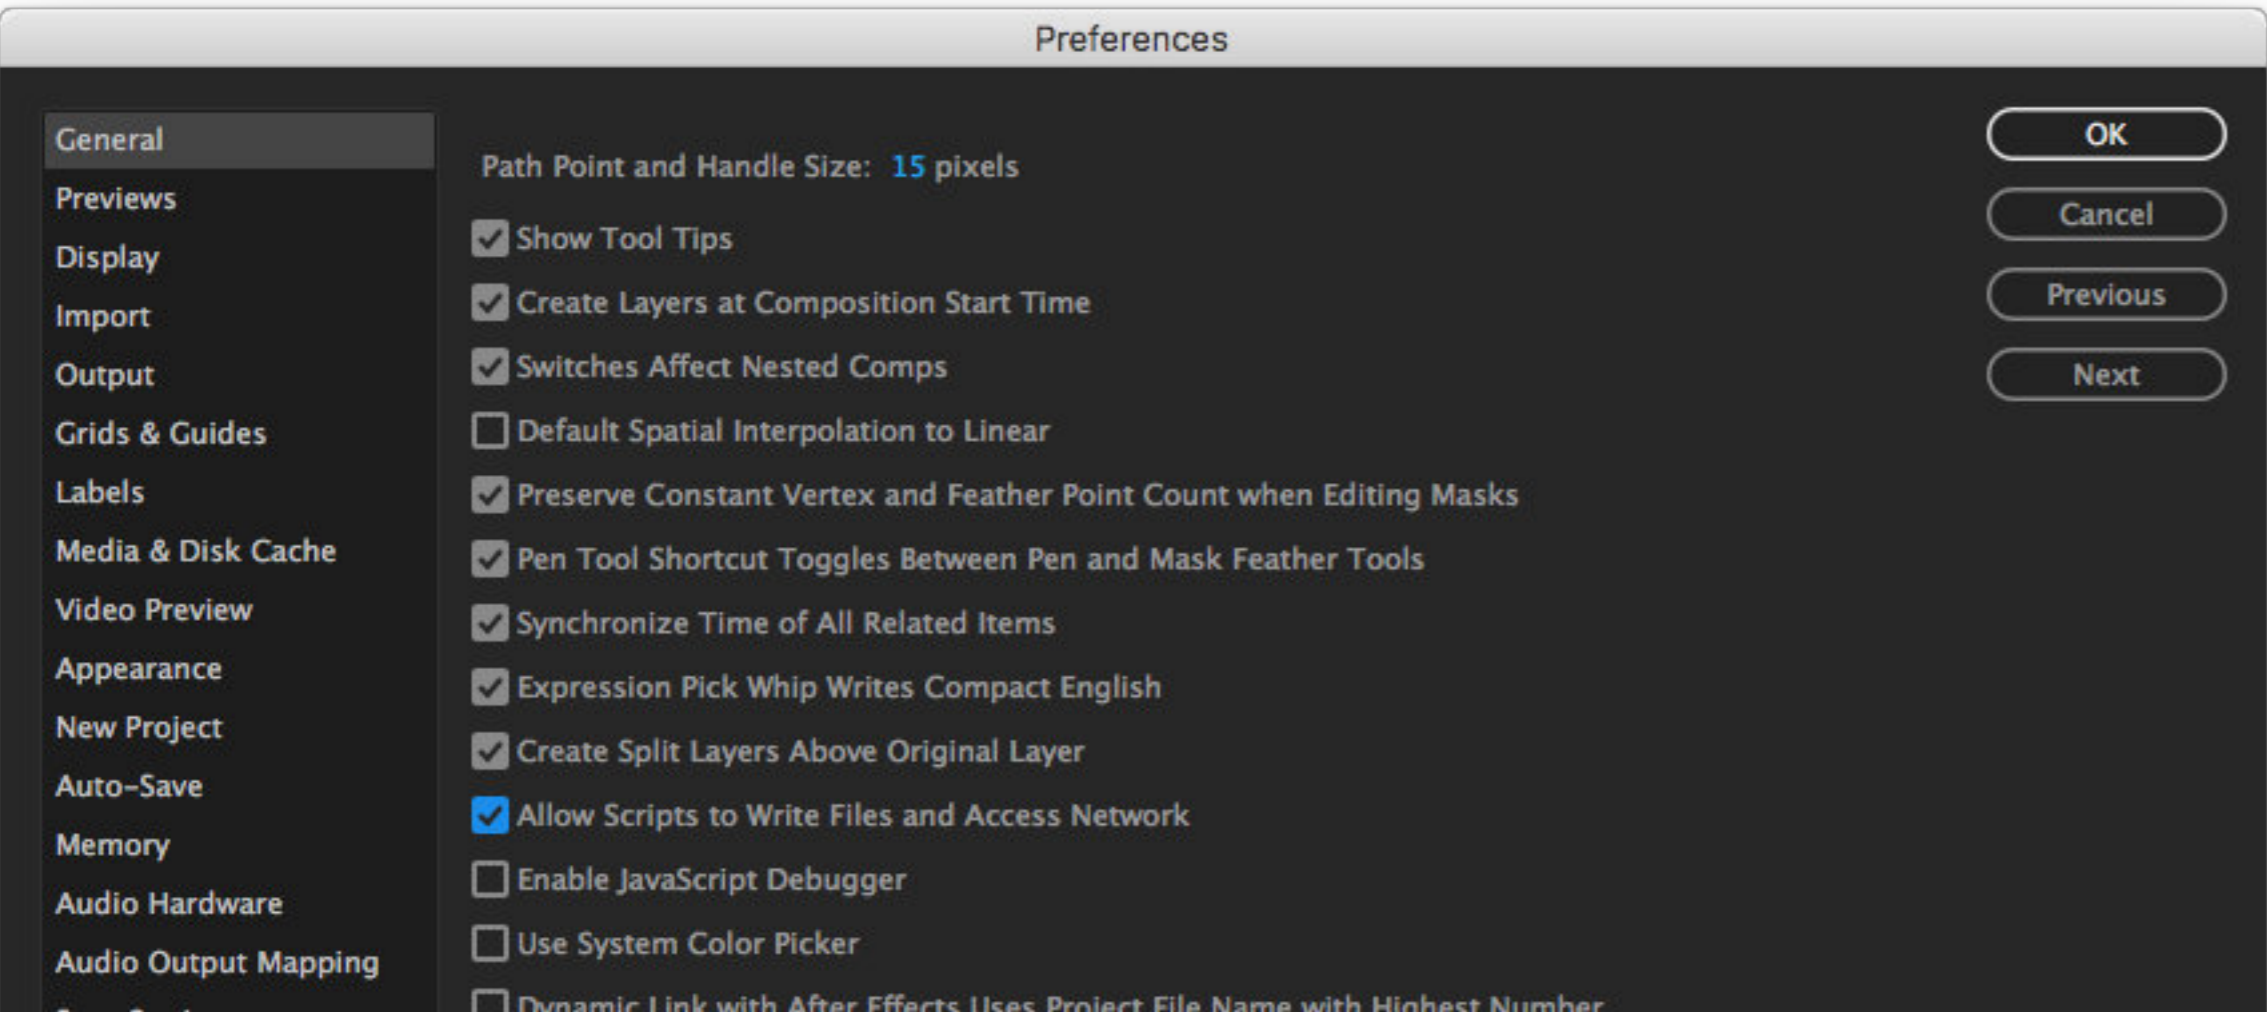 Preferences
General
Previews
Display
Import
Output
Grids & Guides
Labels
Media & Disk Cache
Video Preview
Appearance
New Project
Auto-Save
Memory
Audio Hardware
Audio Output Mapping
Path Point and Handle Size: 15 pixels
Show Tool Tips
Create Layers at Composition Start Time
Switches Affect Nested Comps
Default Spatial Interpolation to Linear
Preserve Constant Vertex and Feather Point Count when Editing Masks
Pen Tool Shortcut Toggles Between Pen and Mask Feather Tools
Synchronize Time of All Related Items
Expression Pick Whip Writes Compact English
Create Split Layers Above Original Layer
Allow Scripts to Write Files and Access Network
Enable JavaScript Debugger
Use System Color Picker
Dynamic Link with After Effects Uses Project File Name with Highest Number
OK
Cancel
Previous
Next